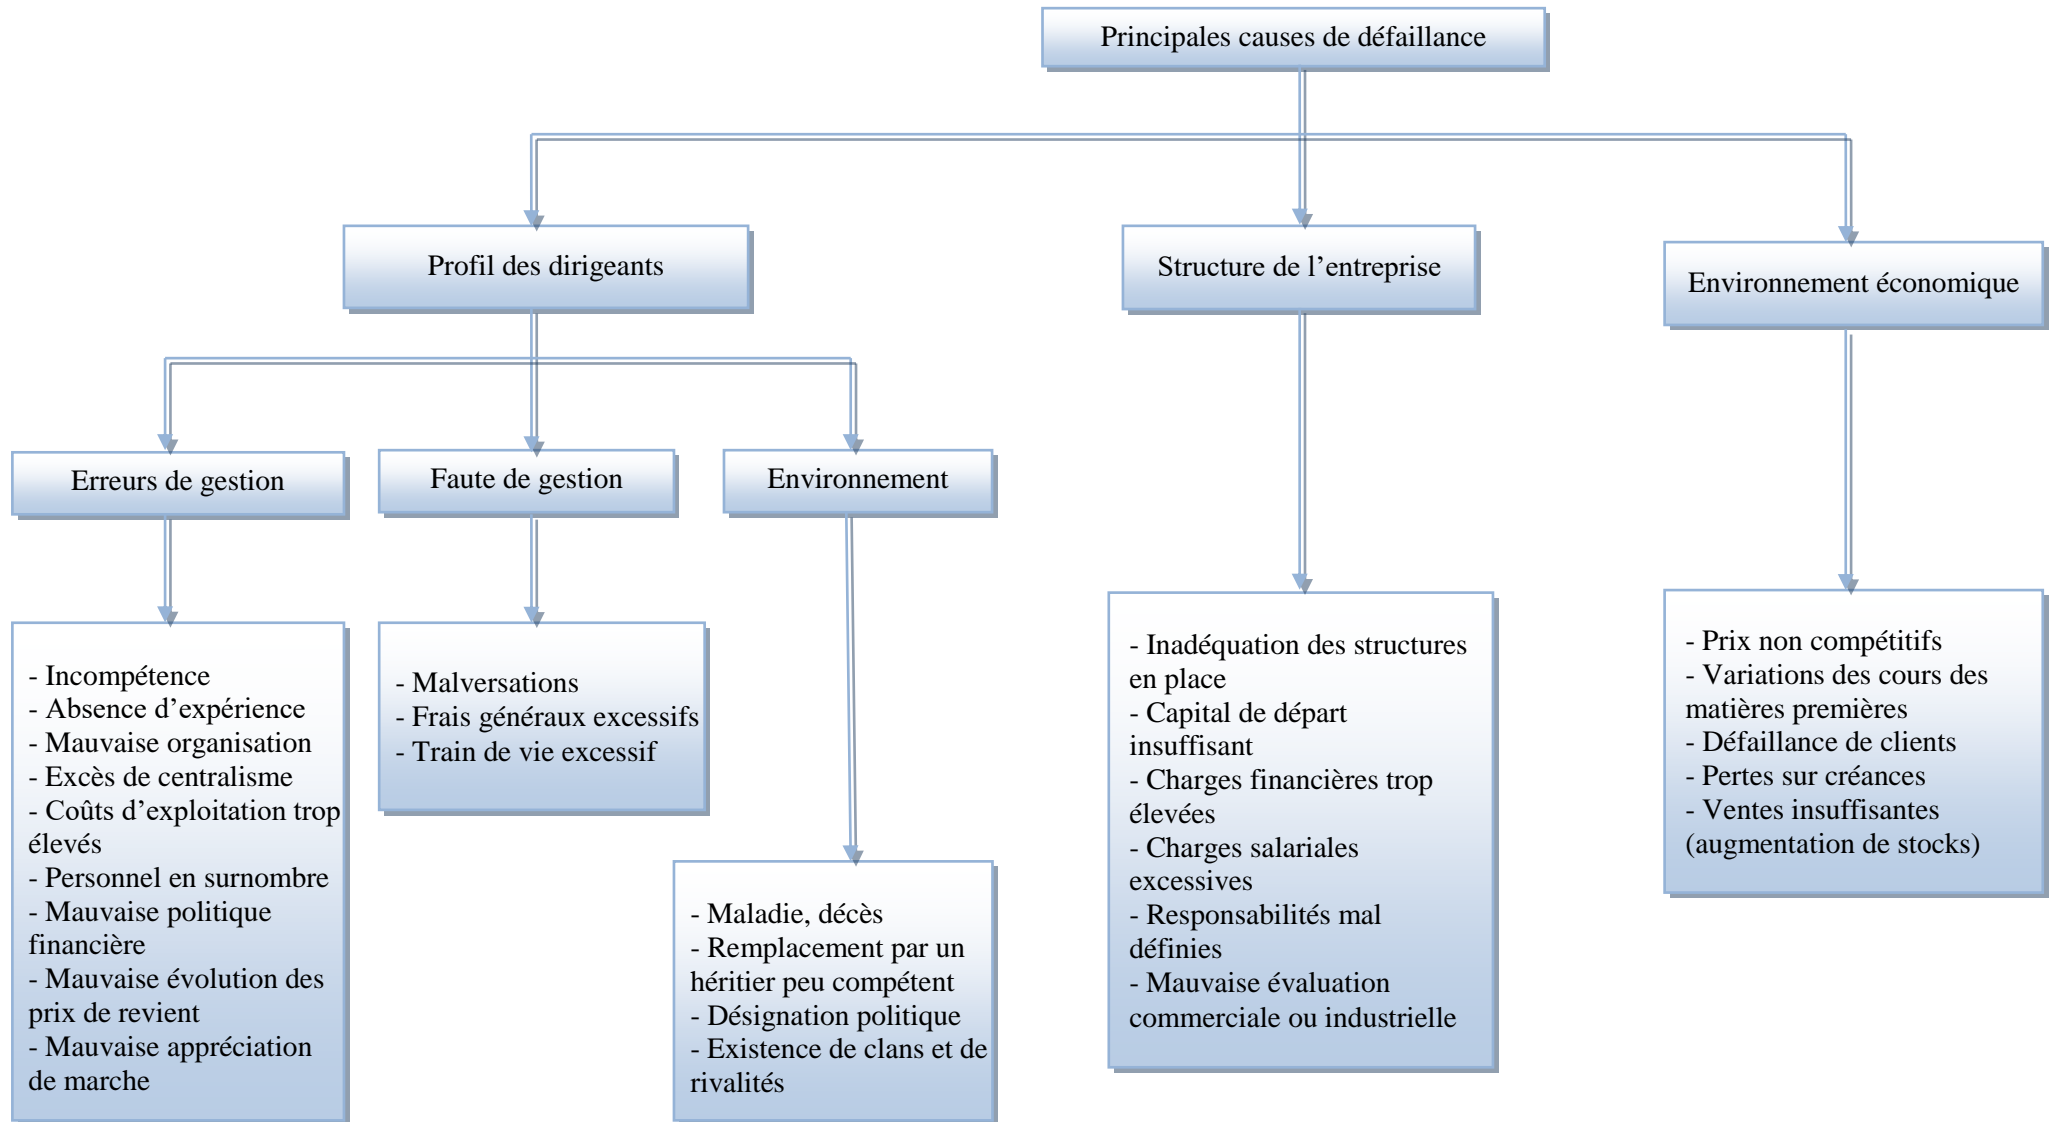 Principales causes de défaillance
Profil des dirigeants
Structure de l’entreprise
Environnement économique
Erreurs de gestion
Faute de gestion
Environnement
- Incompétence
- Absence d’expérience
- Mauvaise organisation
- Excès de centralisme
- Coûts d’exploitation trop
élevés
- Personnel en surnombre
- Mauvaise politique
financière
- Mauvaise évolution des
prix de revient
- Mauvaise appréciation
de marche
- Malversations
- Frais généraux excessifs
- Train de vie excessif
- Maladie, décès
- Remplacement par un
héritier peu compétent
- Désignation politique
- Existence de clans et de
rivalités
- Inadéquation des structures
en place
- Capital de départ
insuffisant
- Charges financières trop
élevées
- Charges salariales
excessives
- Responsabilités mal
définies
- Mauvaise évaluation
commerciale ou industrielle
- Prix non compétitifs
- Variations des cours des
matières premières
- Défaillance de clients
- Pertes sur créances
- Ventes insuffisantes
(augmentation de stocks)